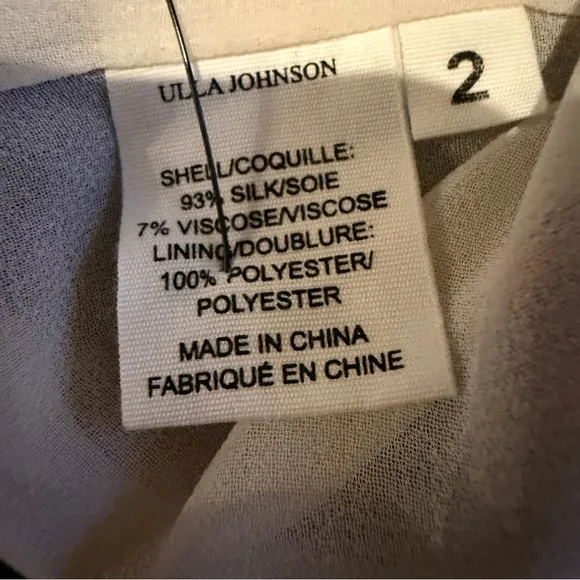 ULLA JOHNSON
2
SHELL/COQUILLE:
93% SILK/SOIE
7% VISCOSE/VISCOSE
LINING/DOUBLURE:
100% POLYESTER/
POLYESTER
MADE IN CHINA
FABRIQUÉ EN CHINE